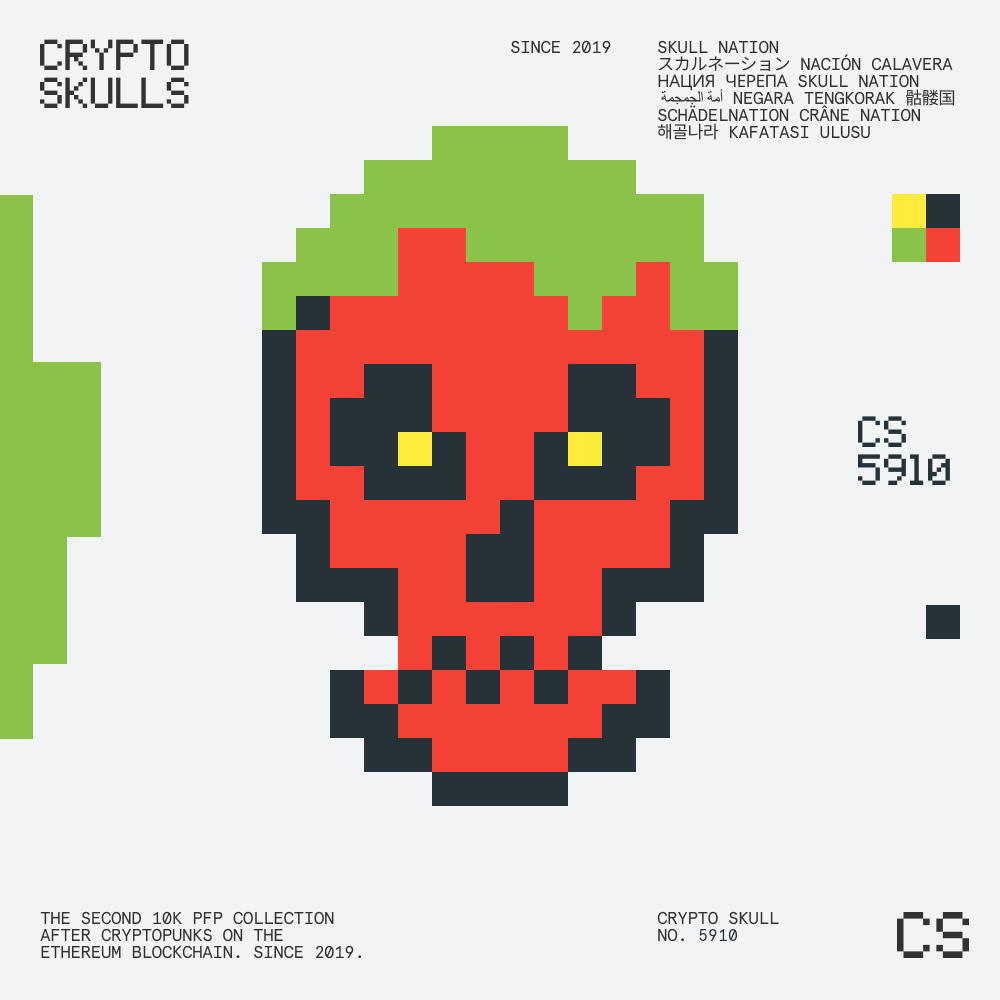 CRYPTO
SKULLS
SINCE 2019
SKULL NATION
スカルネーション NACIÓN CALAVERA
НАЦИЯ ЧЕРЕПА SKULL NATION
أمة الجمجمة NEGARA TENGKORAK 骷髅国
SCHÄDELNATION CRÂNE NATION
해골나라 KAFATASI ULUSU
CS
5910
THE SECOND 10K PFP COLLECTION
AFTER CRYPTOPUNKS ON THE
ETHEREUM BLOCKCHAIN. SINCE 2019.
CRYPTO SKULL
NO. 5910
CS